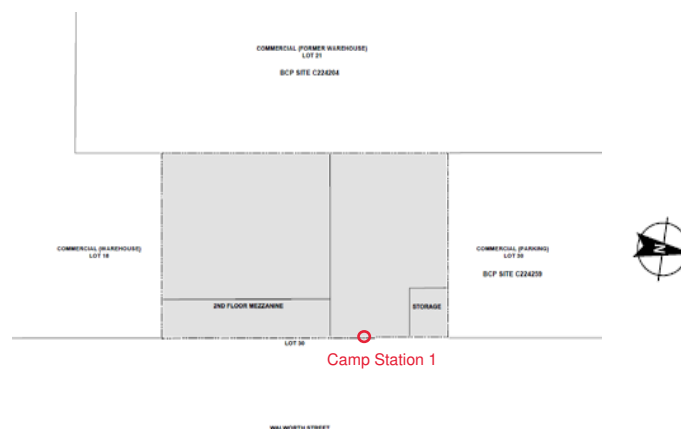 COMMERCIAL (FORMER WAREHOUSE)
LOT 21
BCP SITE C224204
COMMERCIAL (WAREHOUSE)
LOT 18
COMMERCIAL (PARKING)
LOT 38
BCP SITE C224259
N
2ND FLOOR MEZZANINE
STORAGE
LOT 30
Camp Station 1
WALWORTH STREET